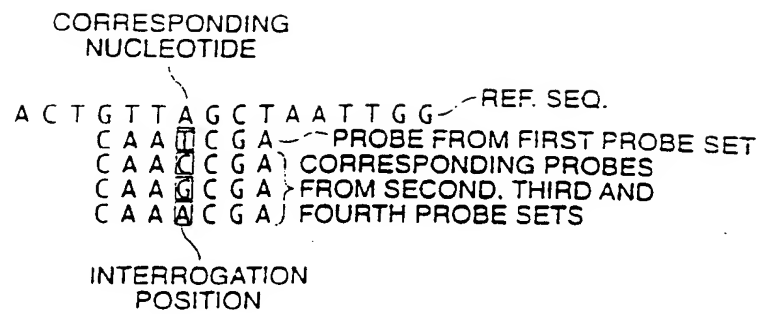 CORRESPONDING
NUCLEOTIDE
A C T G T T A G C T A A T T G G REF. SEQ.
C A A T C G A PROBE FROM FIRST PROBE SET
C A A C C G A CORRESPONDING PROBES
C A A G C G A FROM SECOND, THIRD AND
C A A A C G A FOURTH PROBE SETS
INTERROGATION
POSITION